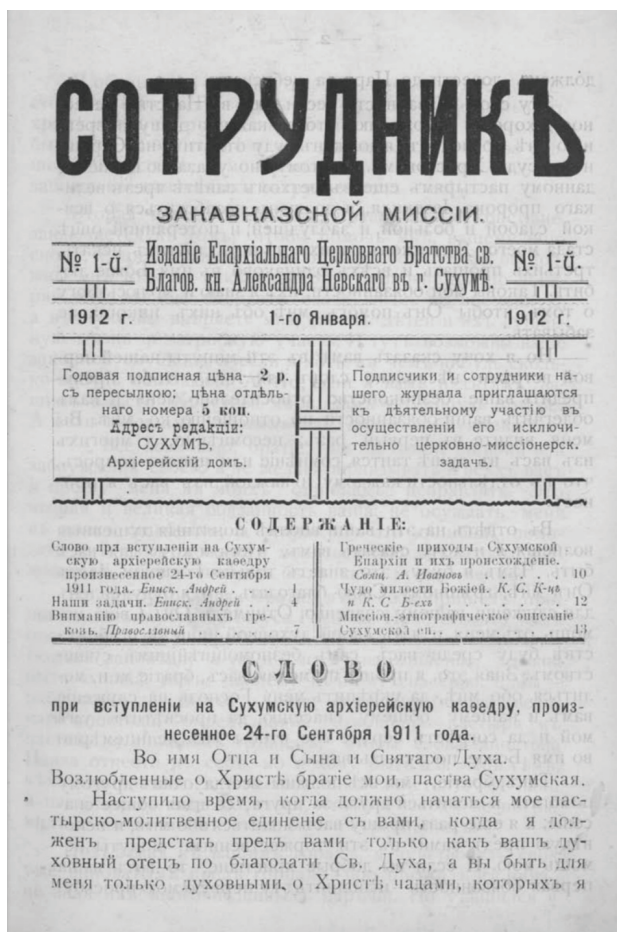 СОТРУДНИКЪ
ЗАКАВКАЗСКОЙ МИССІИ.
№ 1-й.
Изданіе Епархіальнаго Церковнаго Братства св.
Благов. кн. Александра Невскаго въ г. Сухумѣ.
№ 1-й.
1912 г.
1-го Января.
1912 г.
Годовая подписная цѣна—2 р.
съ пересылкою; цѣна отдѣль-
наго номера 5 коп.
Адресъ редакціи:
СУХУМЪ,
Архіерейскій домъ.
Подписчики и сотрудники на-
шего журнала приглашаются
къ дѣятельному участію въ
осуществленіи его исключи-
тельно церковно-миссіонерск.
задачъ.
СОДЕРЖАНІЕ:
Слово при вступленіи на Сухум-
скую архіерейскую каѳедру
произнесенное 24-го Сентября
1911 года. Еписк. Андрей . 1
Наши задачи. Еписк. Андрей . 4
Вниманію православныхъ гре-
ковъ. Православный 7
Греческіе приходы Сухумской
Епархіи и ихъ происхожденіе.
Свящ. А. Ивановъ . . . . 10
Чудо милости Божіей. К. С. К-цъ
и К. С Б-ехъ . . . . . . 12
Миссіон.-этнографическое описаніе
Сухумской еп. . . . . . . 13
СЛОВО
при вступленіи на Сухумскую архіерейскую каѳедру, произ-
несенное 24-го Сентября 1911 года.
Во имя Отца и Сына и Святаго Духа.
Возлюбленные о Христѣ братіе мои, паства Сухумская.
Наступило время, когда должно начаться мое пас-
тырско-молитвенное единеніе съ вами, когда я дол-
женъ предстать предъ вами только какъ вашъ ду-
ховный отецъ по благодати Св. Духа, а вы быть для
меня только духовными, о Христѣ, чадами, которыхъ я